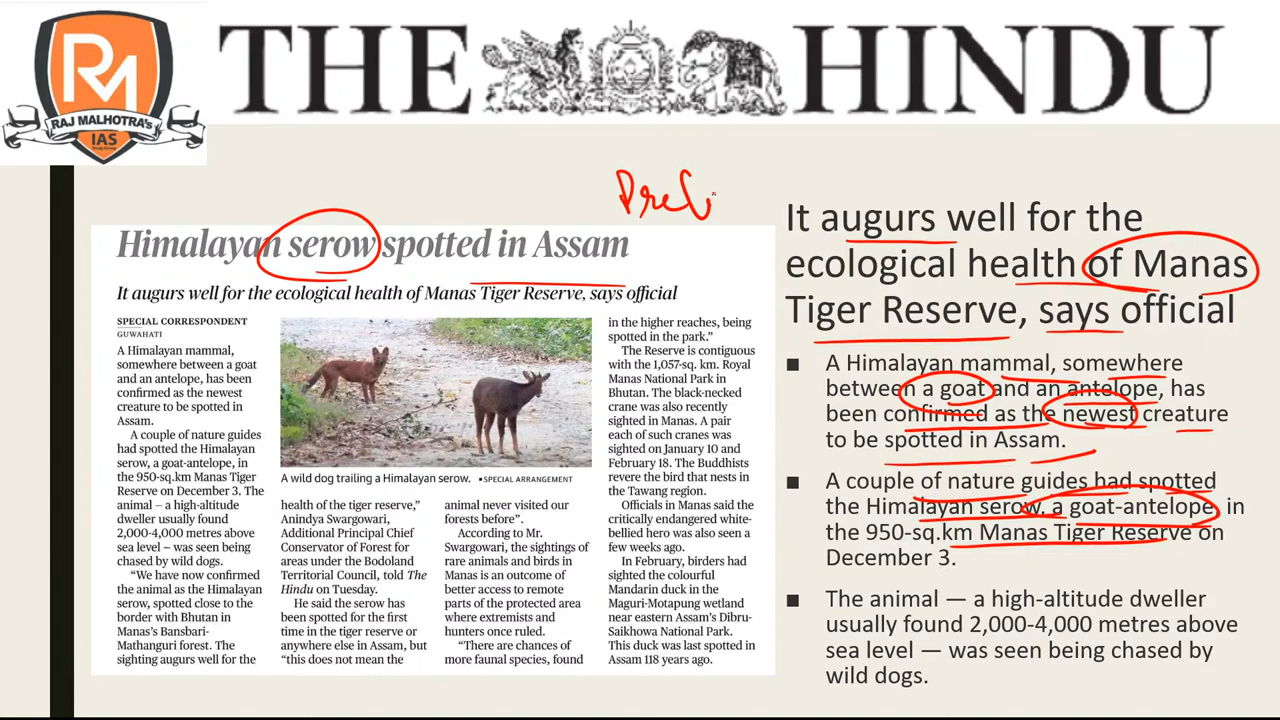 RM
RAJ MALHOTRA'S
IAS
THE HINDU
Himalayan serow spotted in Assam
It augurs well for the ecological health of Manas Tiger Reserve, says official
SPECIAL CORRESPONDENT
GUWAHATI
A Himalayan mammal,
somewhere between a goat
and an antelope, has been
confirmed as the newest
creature to be spotted in
Assam.
A couple of nature guides
had spotted the Himalayan
serow, a goat-antelope, in
the 950-sq.km Manas Tiger
Reserve on December 3. The
animal – a high-altitude
dweller usually found
2,000-4,000 metres above
sea level – was seen being
chased by wild dogs.
"We have now confirmed
the animal as the Himalayan
serow, spotted close to the
border with Bhutan in
Manas's Bansbari-
Mathanguri forest. The
sighting augurs well for the
A wild dog trailing a Himalayan serow. ■SPECIAL ARRANGEMENT
health of the tiger reserve,"
Anindya Swargowari,
Additional Principal Chief
Conservator of Forest for
areas under the Bodoland
Territorial Council, told The
Hindu on Tuesday.
He said the serow has
been spotted for the first
time in the tiger reserve or
anywhere else in Assam, but
"this does not mean the
animal never visited our
forests before".
According to Mr.
Swargowari, the sightings of
rare animals and birds in
Manas is an outcome of
better access to remote
parts of the protected area
where extremists and
hunters once ruled.
"There are chances of
more faunal species, found
in the higher reaches, being
spotted in the park."
The Reserve is contiguous
with the 1,057-sq. km. Royal
Manas National Park in
Bhutan. The black-necked
crane was also recently
sighted in Manas. A pair
each of such cranes was
sighted on January 10 and
February 18. The Buddhists
revere the bird that nests in
the Tawang region.
Officials in Manas said the
critically endangered white-
bellied hero was also seen a
few weeks ago.
In February, birders had
sighted the colourful
Mandarin duck in the
Maguri-Motapung wetland
near eastern Assam's Dibru-
Saikhowa National Park.
This duck was last spotted in
Assam 118 years ago.
It augurs well for the
ecological health of Manas
Tiger Reserve, says official
■ A Himalayan mammal, somewhere
between a goat and an antelope, has
been confirmed as the newest creature
to be spotted in Assam.
■ A couple of nature guides had spotted
the Himalayan serow, a goat-antelope, in
the 950-sq.km Manas Tiger Reserve on
December 3.
■ The animal — a high-altitude dweller
usually found 2,000-4,000 metres above
sea level — was seen being chased by
wild dogs.